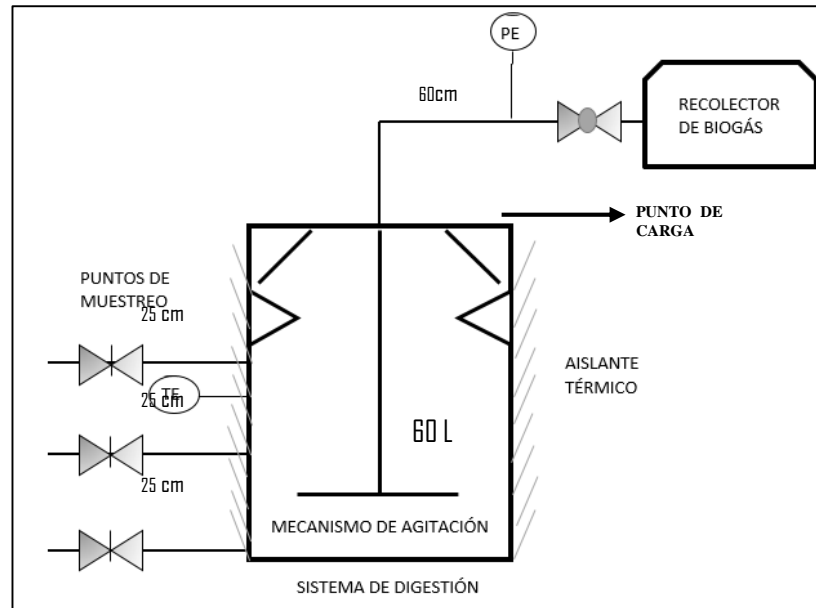 PE
60cm
RECOLECTOR
DE BIOGÁS
PUNTO DE
CARGA
PUNTOS DE
MUESTREO
25 cm
AISLANTE
TÉRMICO
TE
25 cm
60 L
25 cm
MECANISMO DE AGITACIÓN
SISTEMA DE DIGESTIÓN